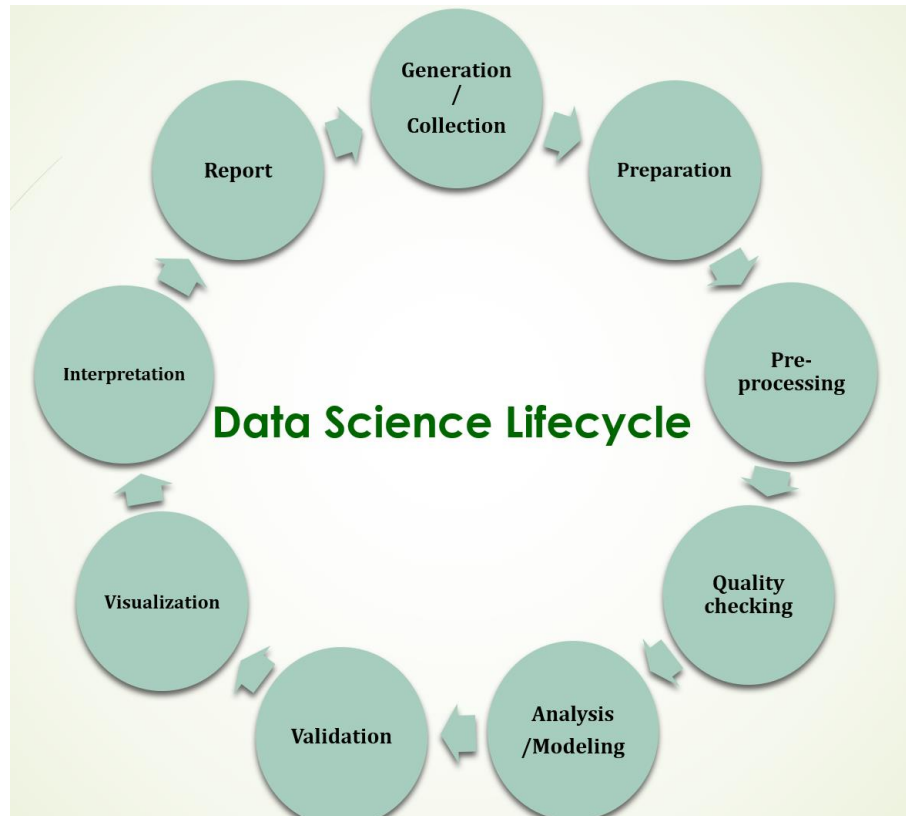 Generation
/
Collection
Preparation
Pre-
processing
Quality
checking
Analysis
/Modeling
Validation
Visualization
Interpretation
Report
Data Science Lifecycle